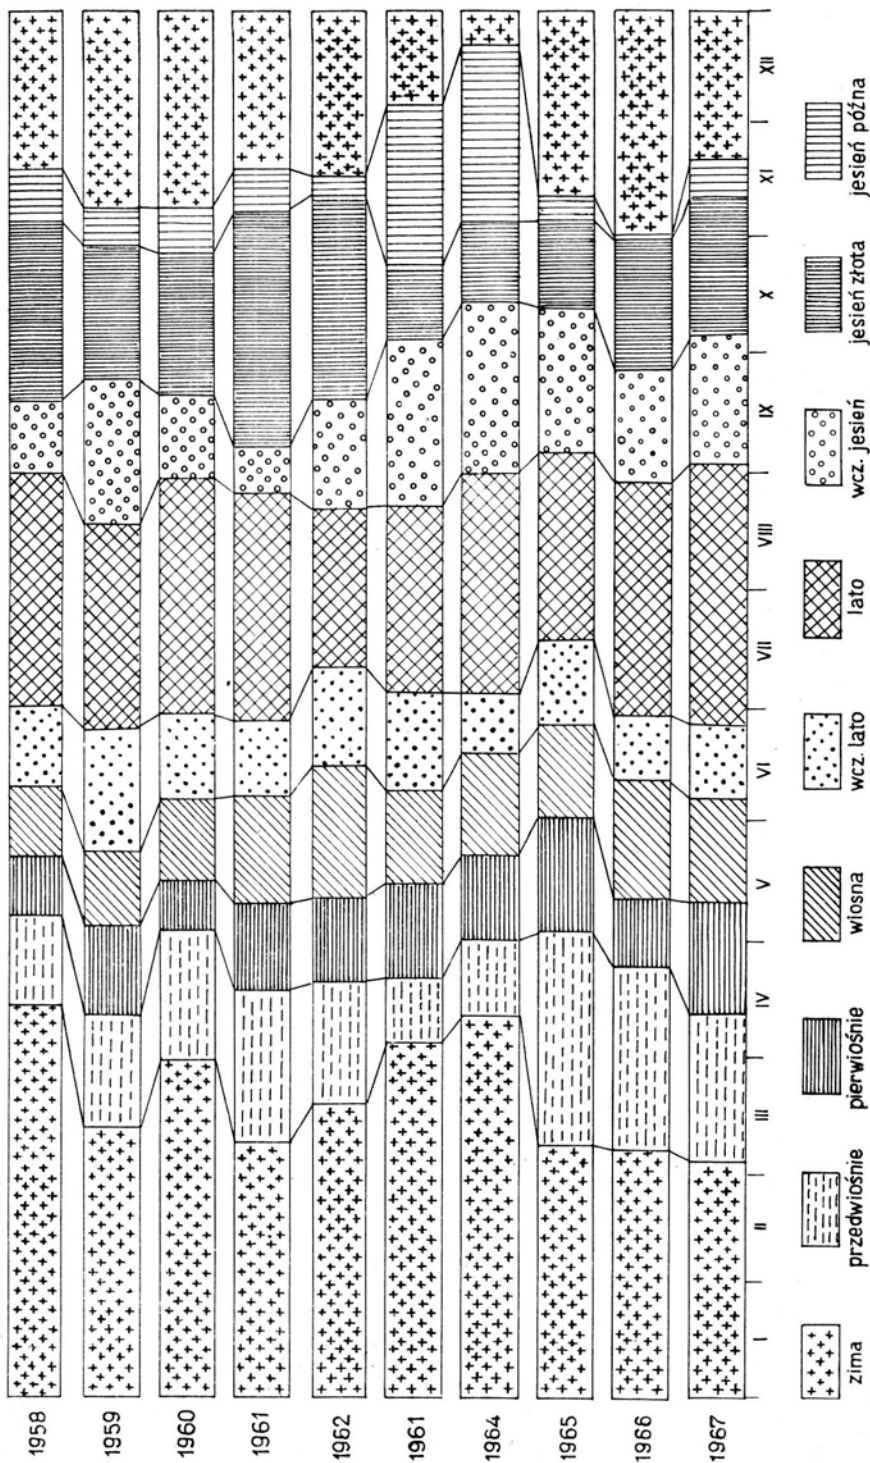 1958
1959
1960
1961
1962
1961
1964
1965
1966
1967
I
II
III
IV
V
VI
VII
VIII
IX
X
XI
XII
zima
przedwiośnie
pierwiośnie
wiosna
wcz. lato
lato
wcz. jesień
jesień złota
jesień późna